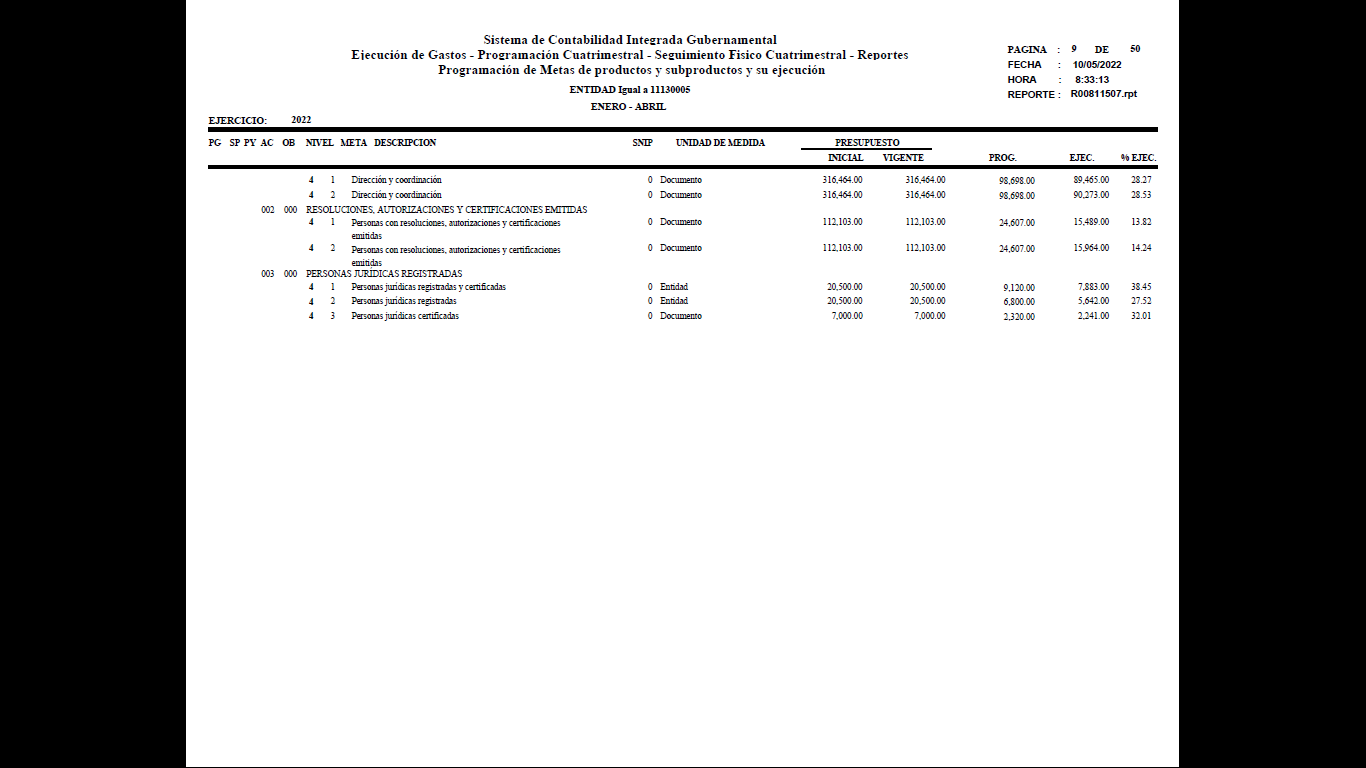 Sistema de Contabilidad Integrada Gubernamental
Ejecución de Gastos - Programación Cuatrimestral - Seguimiento Físico Cuatrimestral - Reportes
Programación de Metas de productos y subproductos y su ejecución
ENTIDAD Igual a 11130005
ENERO - ABRIL
PAGINA : 9 DE 50
FECHA : 10/05/2022
HORA : 8:33:13
REPORTE : R00811507.rpt
EJERCICIO: 2022
PG SP PY AC OB NIVEL META DESCRIPCION SNIP UNIDAD DE MEDIDA PRESUPUESTO
INICIAL VIGENTE PROG. EJEC. % EJEC.
4 1 Dirección y coordinación 0 Documento 316,464.00 316,464.00 98,698.00 89,465.00 28.27
4 2 Dirección y coordinación 0 Documento 316,464.00 316,464.00 98,698.00 90,273.00 28.53
002 000 RESOLUCIONES, AUTORIZACIONES Y CERTIFICACIONES EMITIDAS
4 1 Personas con resoluciones, autorizaciones y certificaciones 0 Documento 112,103.00 112,103.00 24,607.00 15,489.00 13.82
emitidas
4 2 Personas con resoluciones, autorizaciones y certificaciones 0 Documento 112,103.00 112,103.00 24,607.00 15,964.00 14.24
emitidas
003 000 PERSONAS JURÍDICAS REGISTRADAS
4 1 Personas jurídicas registradas y certificadas 0 Entidad 20,500.00 20,500.00 9,120.00 7,883.00 38.45
4 2 Personas jurídicas registradas 0 Entidad 20,500.00 20,500.00 6,800.00 5,642.00 27.52
4 3 Personas jurídicas certificadas 0 Documento 7,000.00 7,000.00 2,320.00 2,241.00 32.01